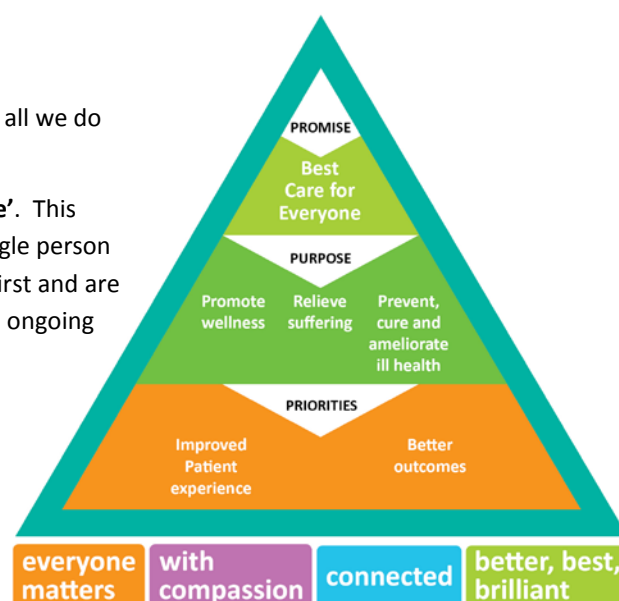 all we do
e’. This
gle person
irst and are
ongoing
PROMISE
Best
Care for
Everyone
PURPOSE
Promote
wellness
Relieve
suffering
Prevent,
cure and
ameliorate
ill health
PRIORITIES
Improved
Patient
experience
Better
outcomes
everyone
matters
with
compassion
connected
better, best,
brilliant